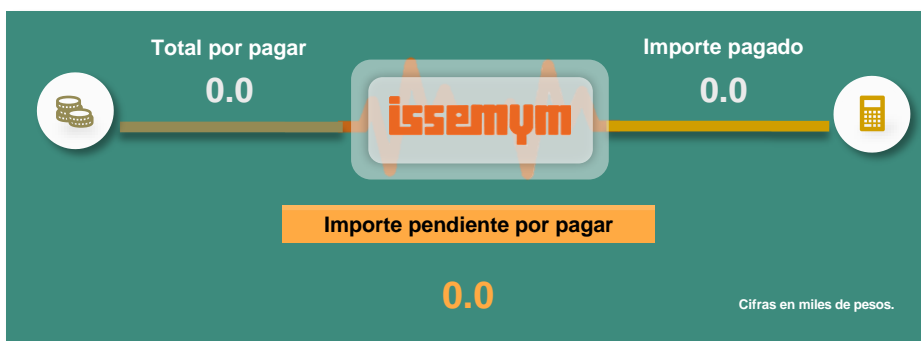 Total por pagar
0.0
issemym
Importe pagado
0.0
Importe pendiente por pagar
0.0
Cifras en miles de pesos.